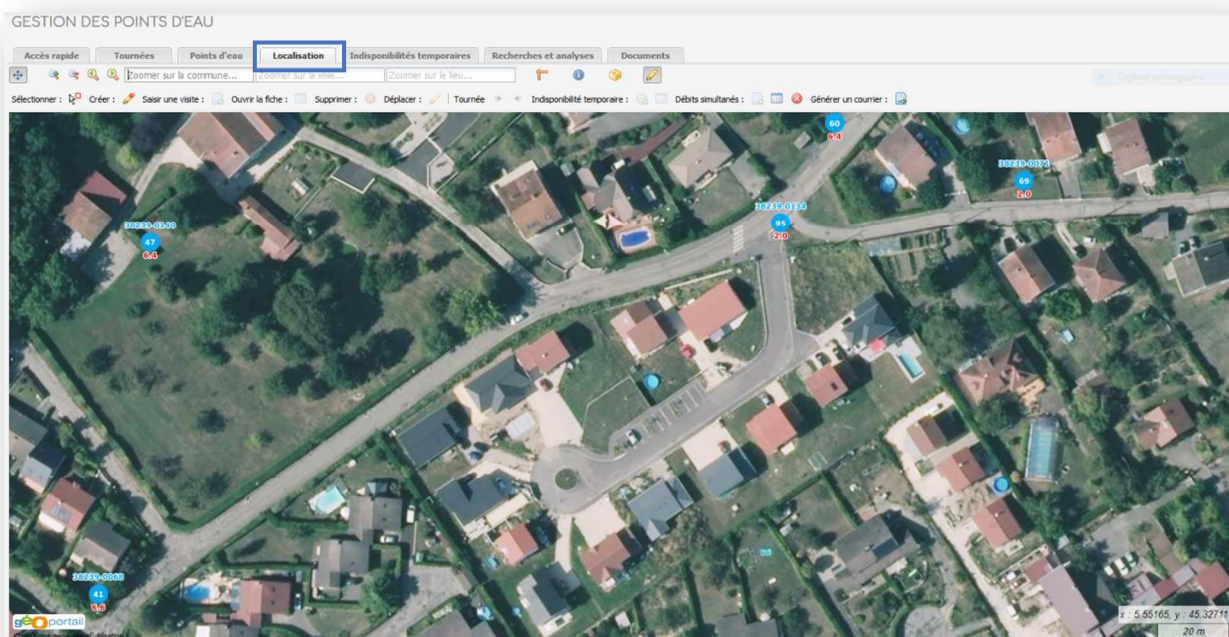 GESTION DES POINTS D'EAU
Accès rapide Tournées Points d'eau Localisation Indisponibilités temporaires Recherches et analyses Documents
Zoomer sur la commune... Zoomer sur la voie... Zoomer sur le lieu...
Sélectionner : Créer : Saisir une visite : Ouvrir la fiche : Supprimer : Déplacer : Tournée Indisponibilité temporaire : Débits simultanés : Générer un courrier :
60
6.4
38239-0073
69
2.0
38239-0134
95
2.0
38239-0140
47
6.4
38239-0068
41
6.6
géoportail
x : 5.55165, y : 45.32711
20 m